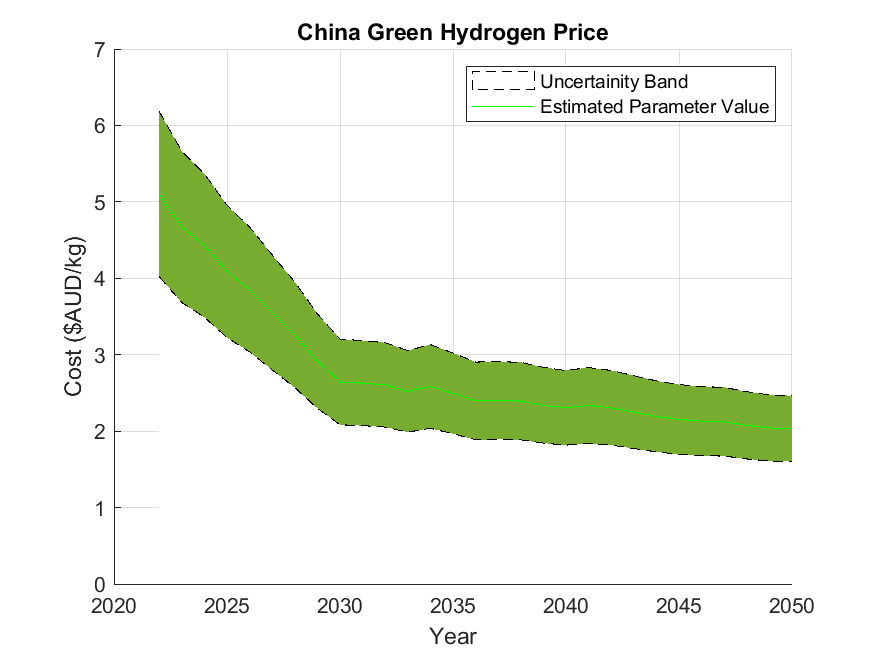 China Green Hydrogen Price
7
6
5
4
3
2
1
0
Cost ($AUD/kg)
Uncertainity Band
Estimated Parameter Value
2020 2025 2030 2035 2040 2045 2050
Year